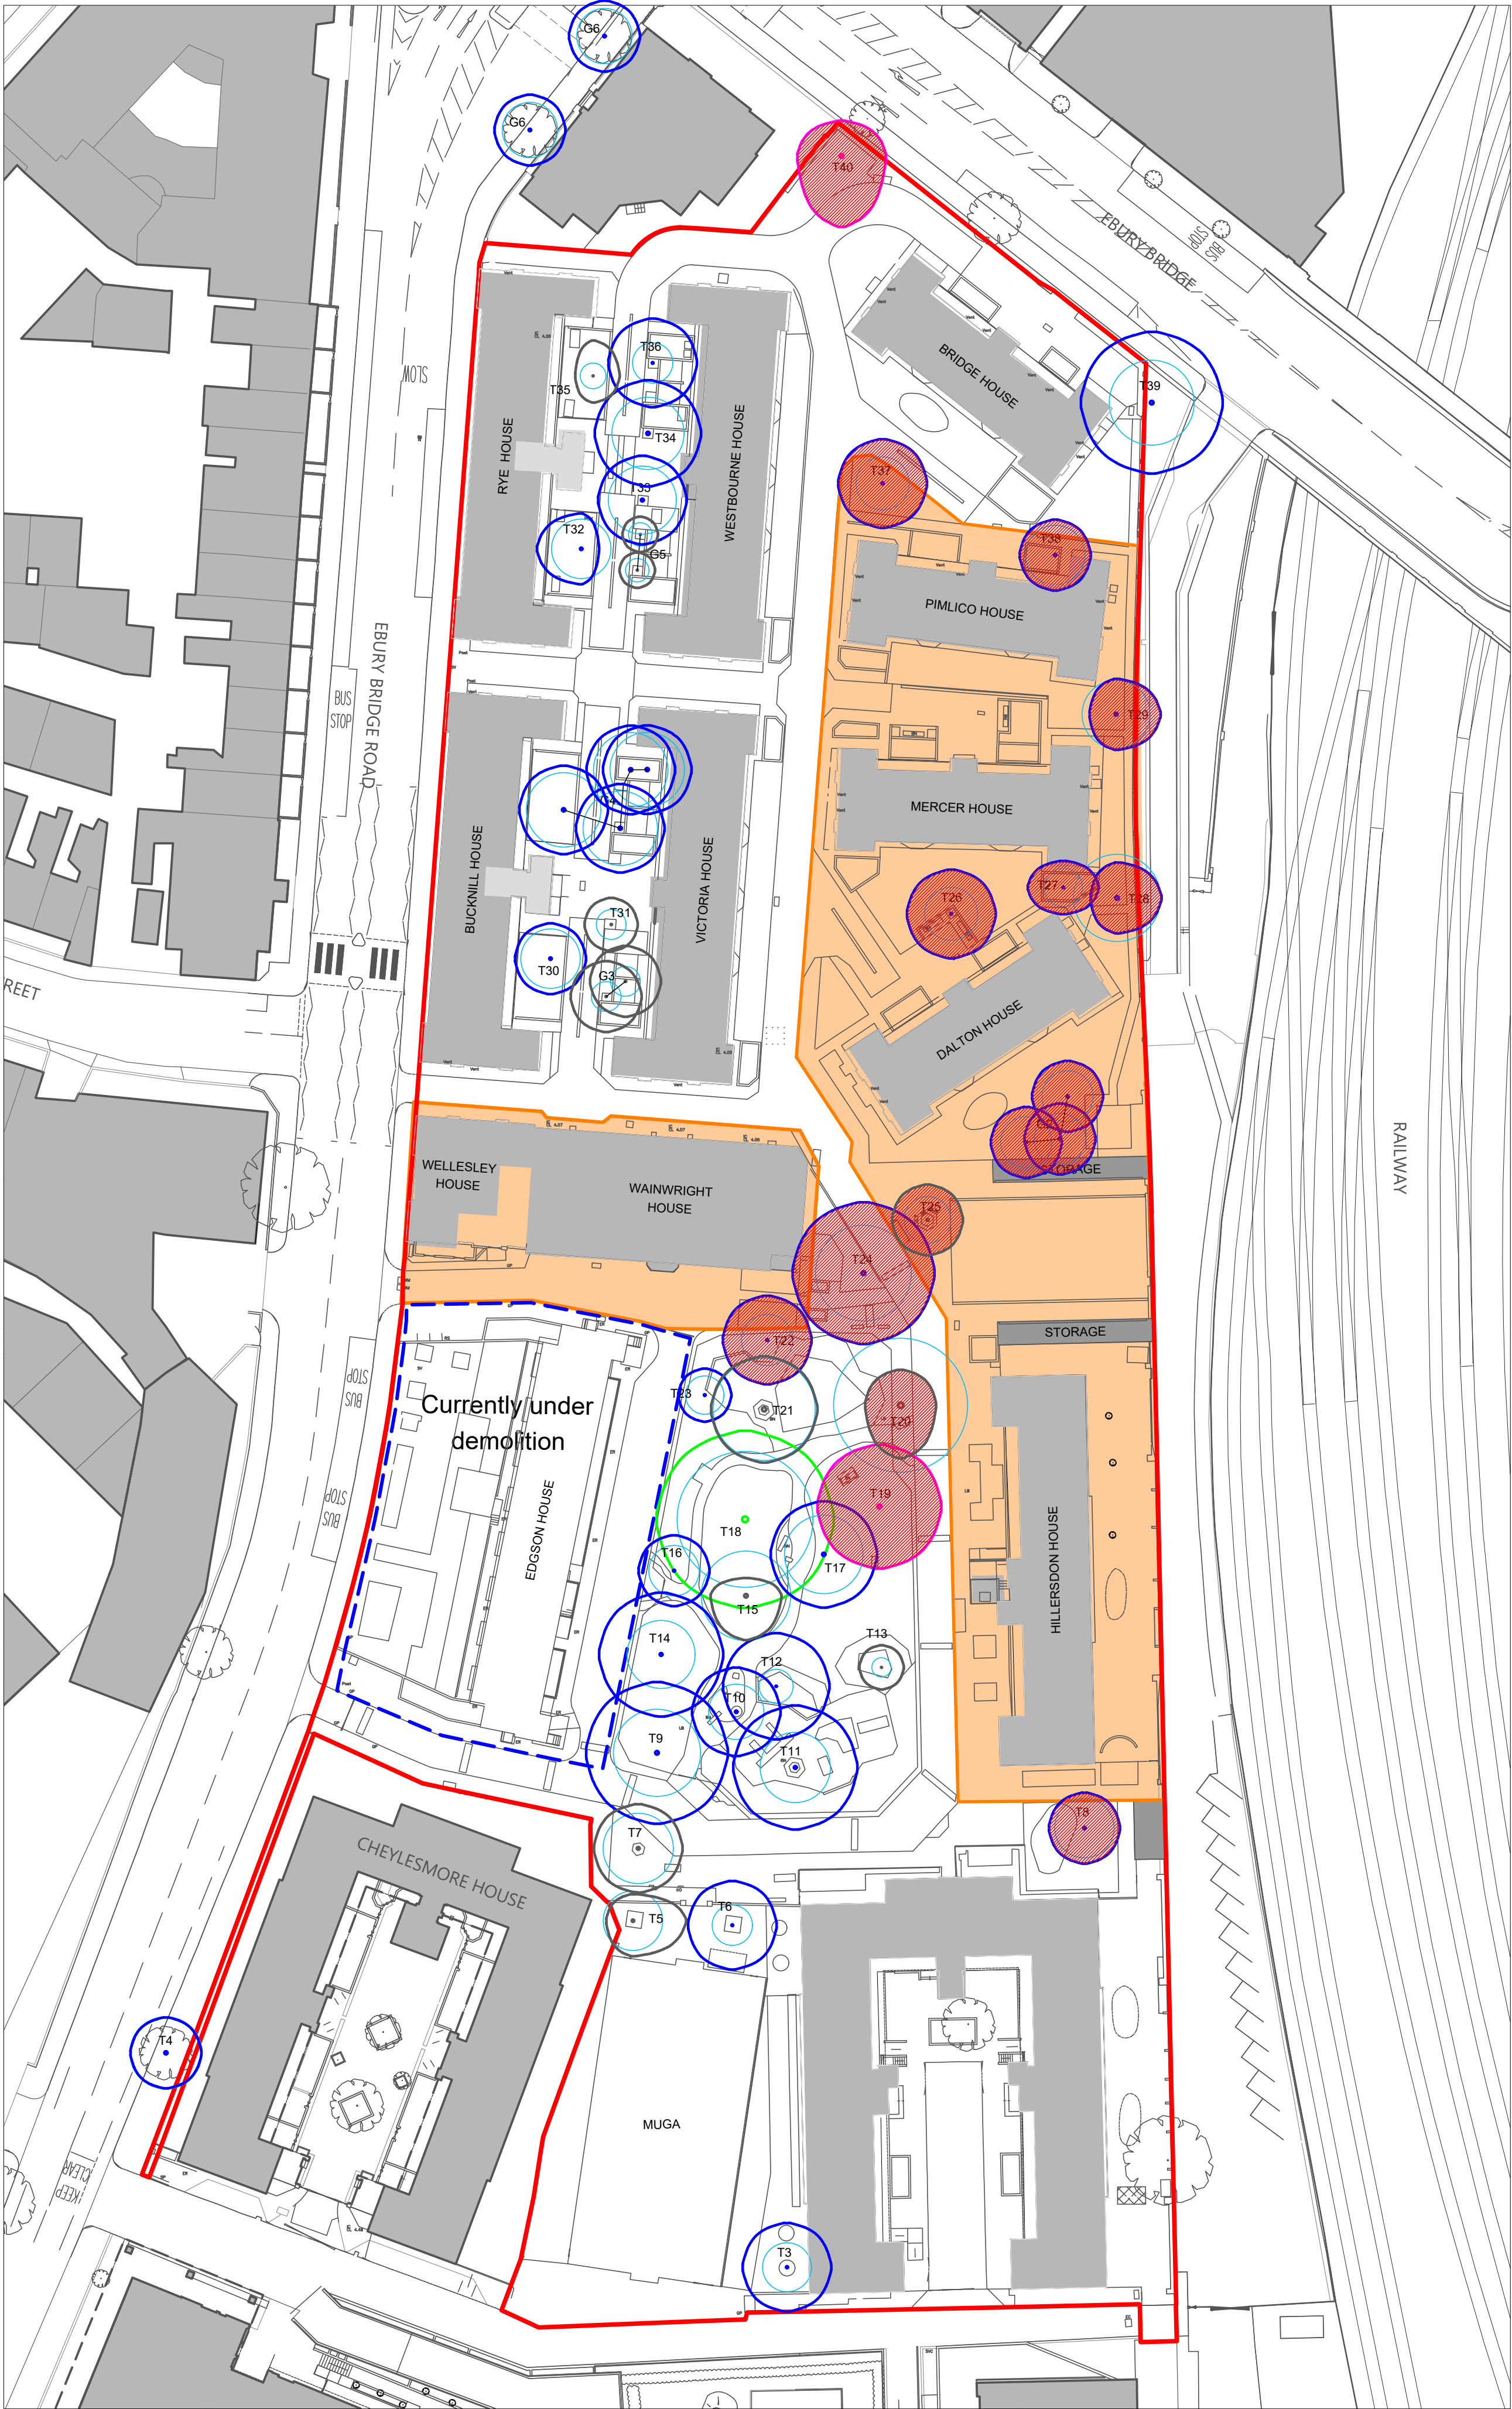 G6
G6
T40
EBURY BRIDGE
BUS
STOP
SLOW
T36
T35
T34
T39
BRIDGE HOUSE
RYE HOUSE
WESTBOURNE HOUSE
T33
T32
G5
T37
T38
PIMLICO HOUSE
EBURY BRIDGE ROAD
BUS
STOP
T29
G4
MERCER HOUSE
BUCKNILL HOUSE
VICTORIA HOUSE
T31
T30
G3
T26
T27
T28
DALTON HOUSE
REET
WELLESLEY
HOUSE
WAINWRIGHT
HOUSE
STORAGE
RAILWAY
T25
T24
T22
STORAGE
BUS
STOP
Currently under
demolition
T23
T21
T20
T19
BUS
STOP
EDGSON HOUSE
T18
T16
T17
T15
HILLERSDON HOUSE
T14
T13
T12
T10
T9
T11
T8
T7
CHEYLESMORE HOUSE
T5
T6
T4
MUGA
KEEP
CLEAR
T3